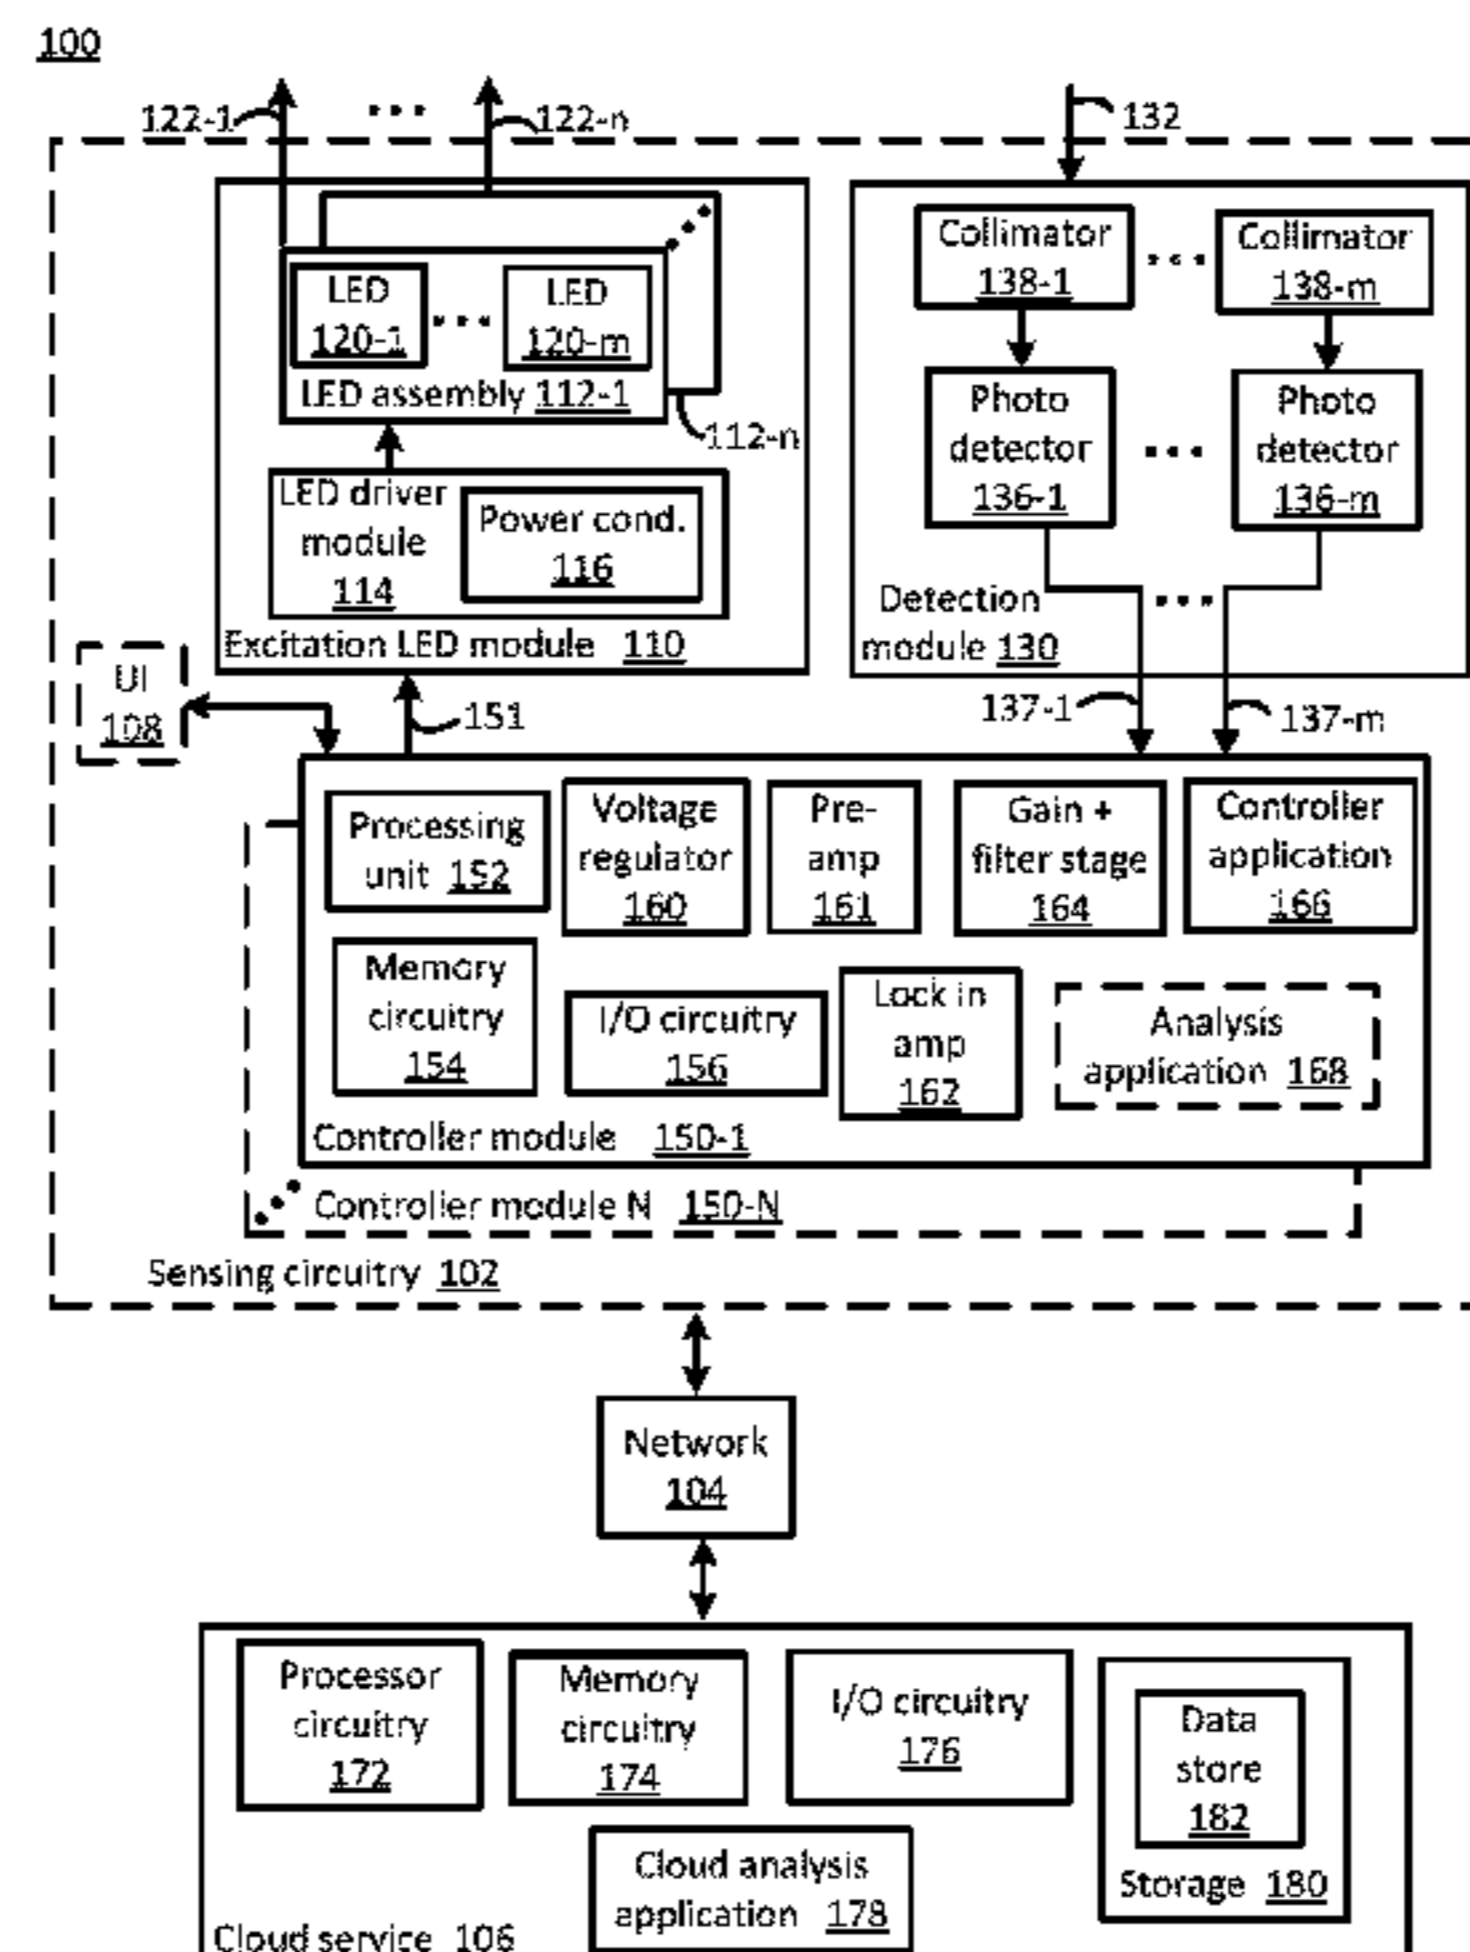 100
122-1
122-n
132
LED
120-1
LED
120-m
LED assembly 112-1
112-n
LED driver
module
114
Power cond.
116
Excitation LED module 110
Collimator
138-1
Collimator
138-m
Photo
detector
136-1
Photo
detector
136-m
Detection
module 130
UI
108
151
137-1
137-m
Processing
unit 152
Voltage
regulator
160
Pre-
amp
161
Gain +
filter stage
164
Controller
application
166
Memory
circuitry
154
I/O circuitry
156
Lock in
amp
162
Analysis
application 168
Controller module 150-1
Controller module N 150-N
Sensing circuitry 102
Network
104
Processor
circuitry
172
Memory
circuitry
174
I/O circuitry
176
Data
store
182
Storage 180
Cloud analysis
application 178
Cloud service 106